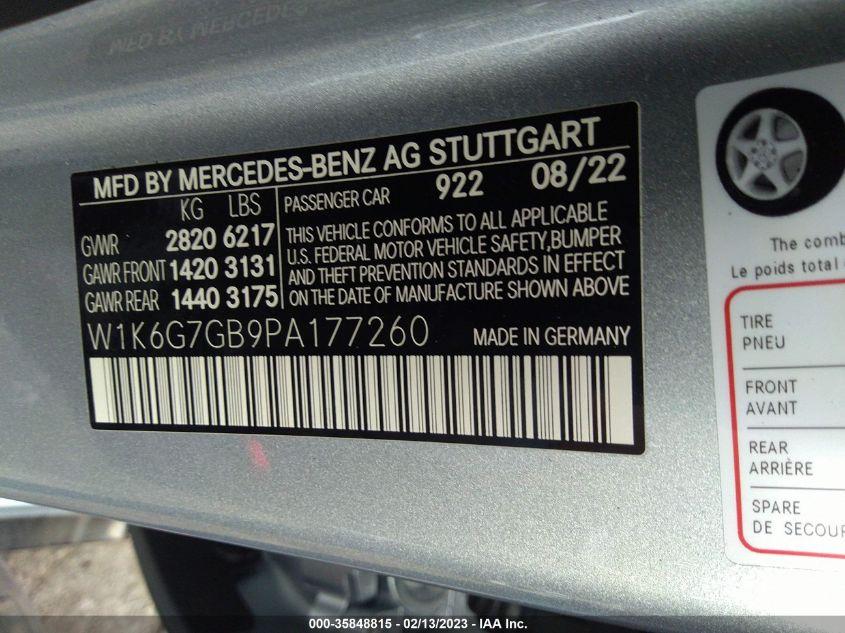 MFD BY MERCEDES-BENZ AG STUTTGART
KG LBS
GVWR 2820 6217
GAWR FRONT 1420 3131
GAWR REAR 1440 3175
PASSENGER CAR 922 08/22
THIS VEHICLE CONFORMS TO ALL APPLICABLE
U.S. FEDERAL MOTOR VEHICLE SAFETY,BUMPER
AND THEFT PREVENTION STANDARDS IN EFFECT
ON THE DATE OF MANUFACTURE SHOWN ABOVE
W1K6G7GB9PA177260 MADE IN GERMANY
The comb
Le poids total
TIRE
PNEU
FRONT
AVANT
REAR
ARRIÈRE
SPARE
DE SECOUR
000-35848815 - 02/13/2023 - IAA Inc.